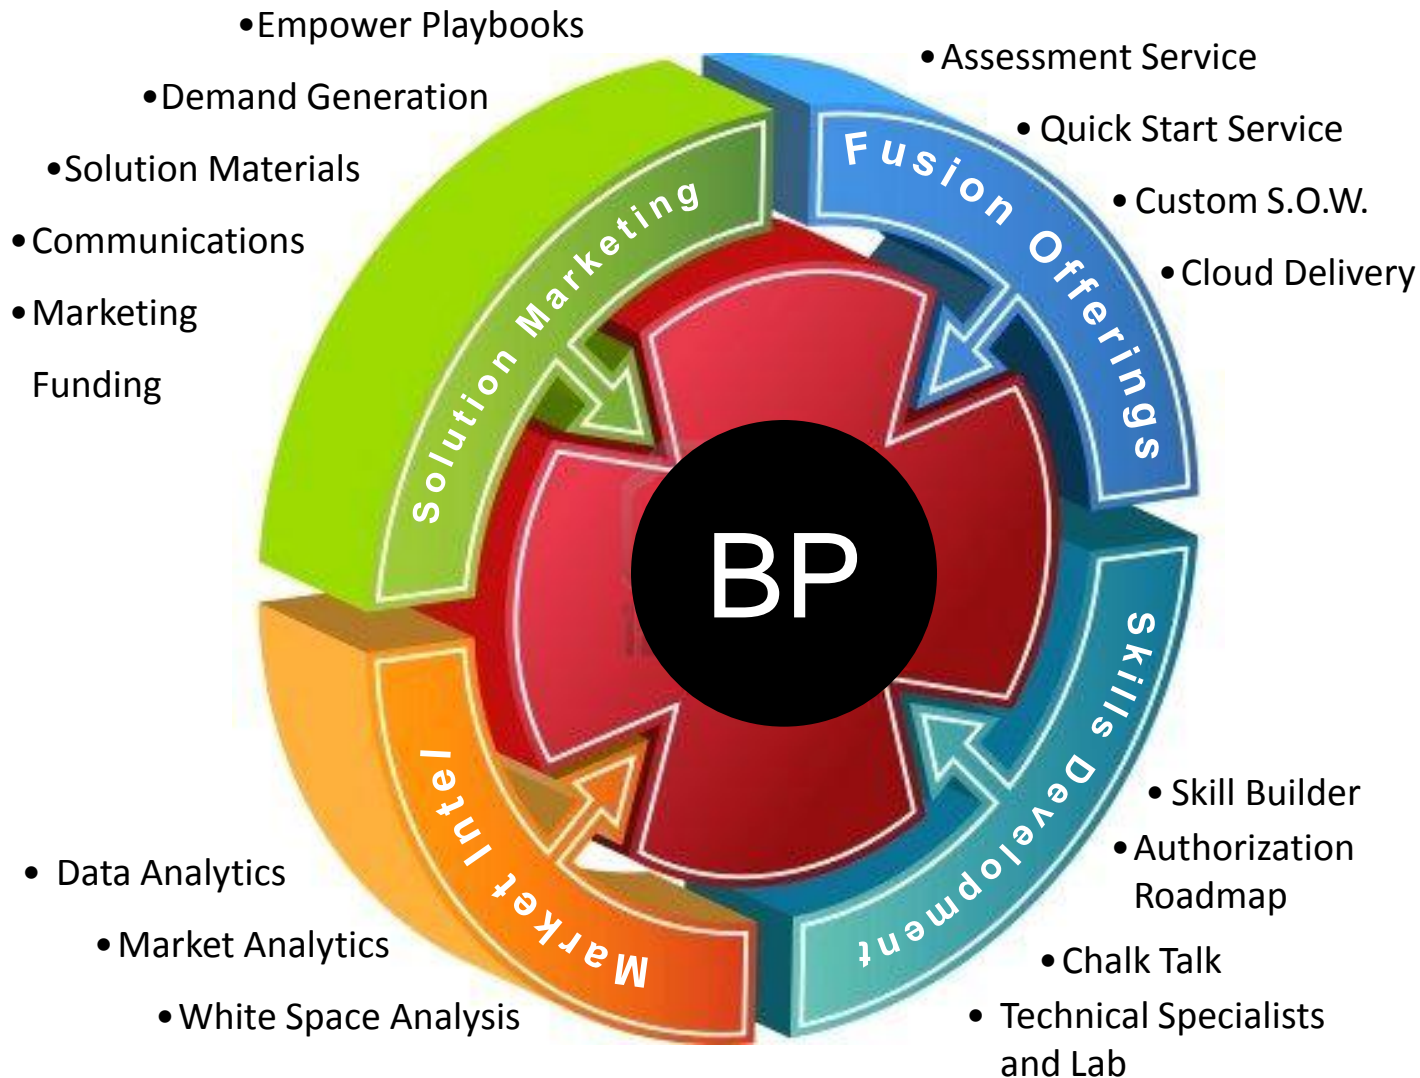 •Empower Playbooks
•Demand Generation
•Solution Materials
•Communications
•Marketing
Funding
•Assessment Service
•Quick Start Service
•Custom S.O.W.
•Cloud Delivery
Solution Marketing
Fusion Offerings
BP
Market Intel
Skills Development
• Data Analytics
•Market Analytics
•White Space Analysis
•Skill Builder
•Authorization
Roadmap
•Chalk Talk
• Technical Specialists
and Lab